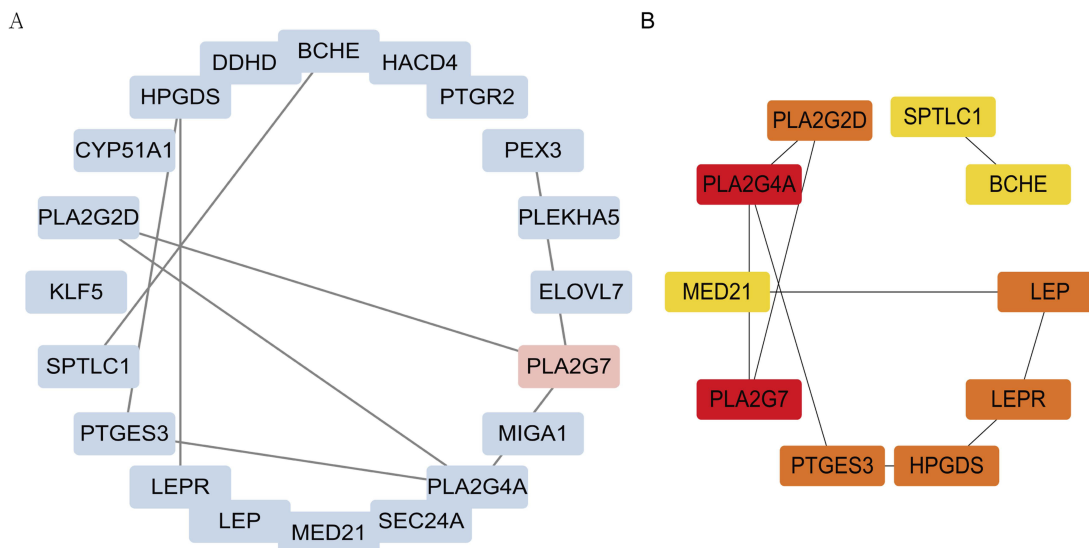 A
BCHE
DDHD
HACD4
HPGDS
PTGR2
CYP51A1
PEX3
PLA2G2D
PLEKHA5
KLF5
ELOVL7
SPTLC1
PLA2G7
PTGES3
MIGA1
LEPR
PLA2G4A
LEP
SEC24A
MED21
B
PLA2G2D
SPTLC1
PLA2G4A
BCHE
MED21
LEP
PLA2G7
LEPR
PTGES3
HPGDS